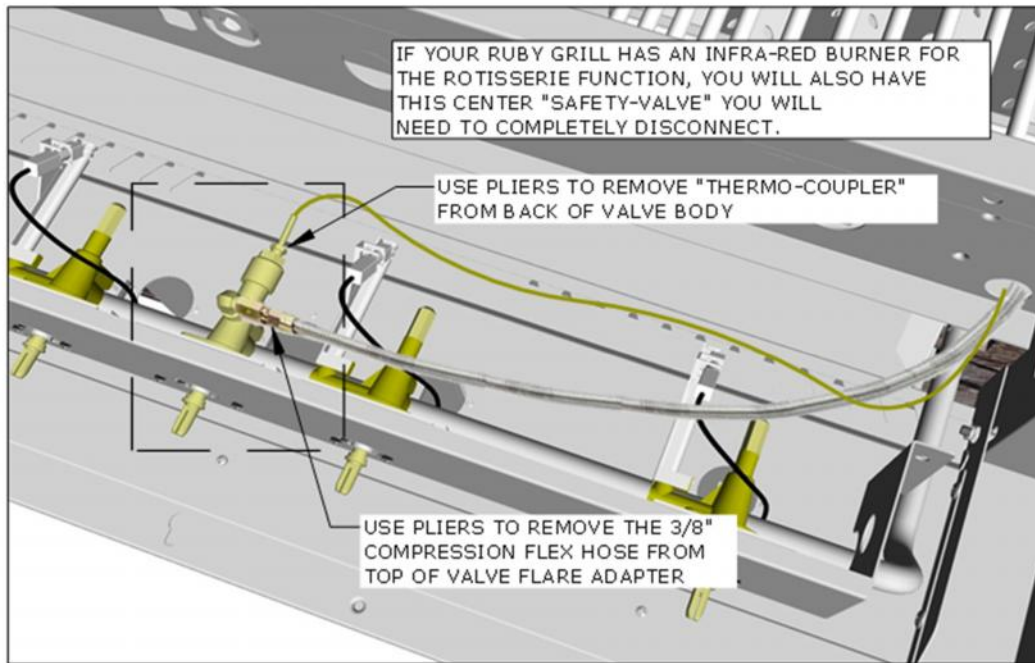 IF YOUR RUBY GRILL HAS AN INFRA-RED BURNER FOR
THE ROTISSERIE FUNCTION, YOU WILL ALSO HAVE
THIS CENTER "SAFETY-VALVE" YOU WILL
NEED TO COMPLETELY DISCONNECT.
USE PLIERS TO REMOVE "THERMO-COUPLER"
FROM BACK OF VALVE BODY
USE PLIERS TO REMOVE THE 3/8"
COMPRESSION FLEX HOSE FROM
TOP OF VALVE FLARE ADAPTER